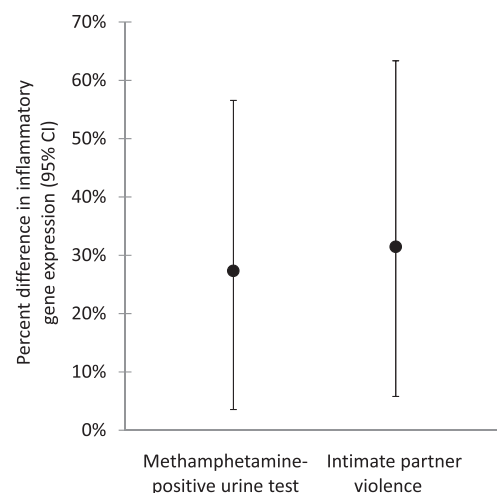 70%
60%
50%
40%
30%
20%
10%
0%
Percent difference in inflammatory
gene expression (95% CI)
Methamphetamine-
positive urine test
Intimate partner
violence